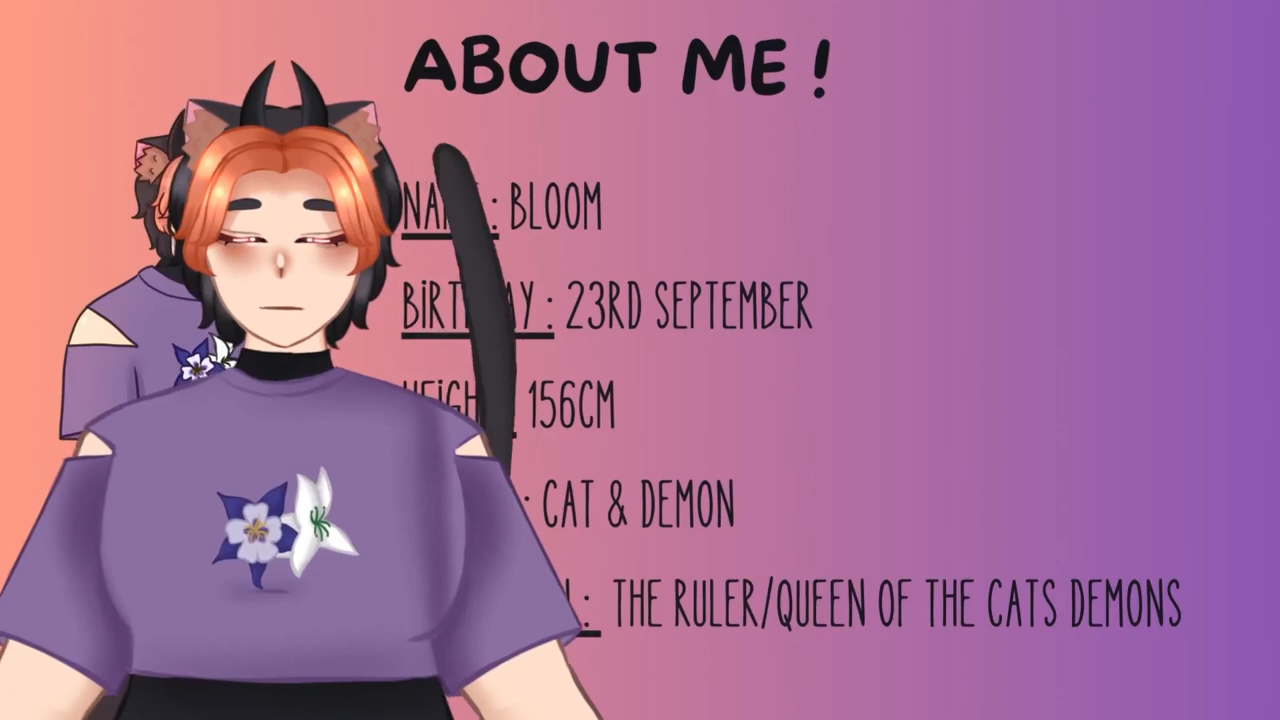 ABOUT ME !
: BLOOM
: 23RD SEPTEMBER
156CM
: CAT & DEMON
: THE RULER/QUEEN OF THE CATS DEMONS